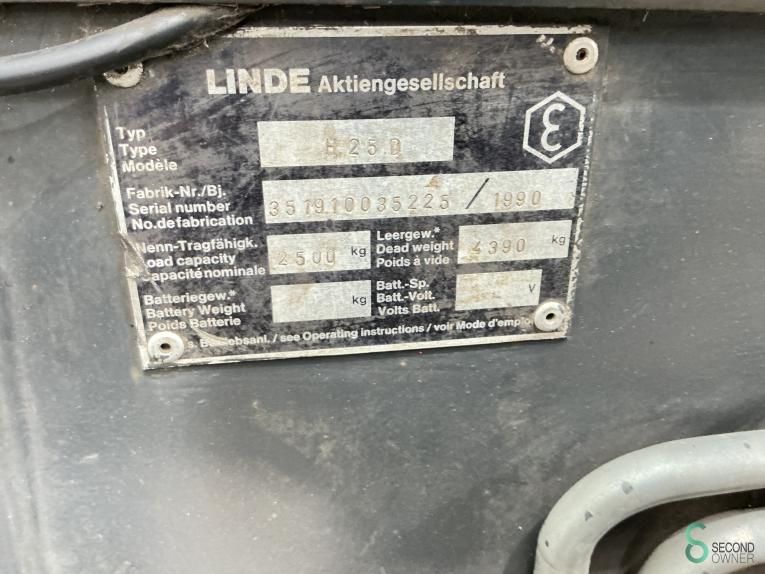 LINDE Aktiengesellschaft
Typ
Type
Modèle
H 25 D
ε
Fabrik-Nr./Bj.
Serial number
No.defabrication
351910035225 / 1990
Nenn-Tragfähigk.
Load capacity
Capacité nominale
2500 kg
Leergew.*
Dead weight
Poids à vide
4390 kg
Batteriegew.*
Battery Weight
Poids Batterie
kg
Batt.-Sp.
Batt.-Volt.
Volts Batt.
V
s. Betriebsanl. / see Operating instructions / voir Mode d'emploi
SECOND
OWNER